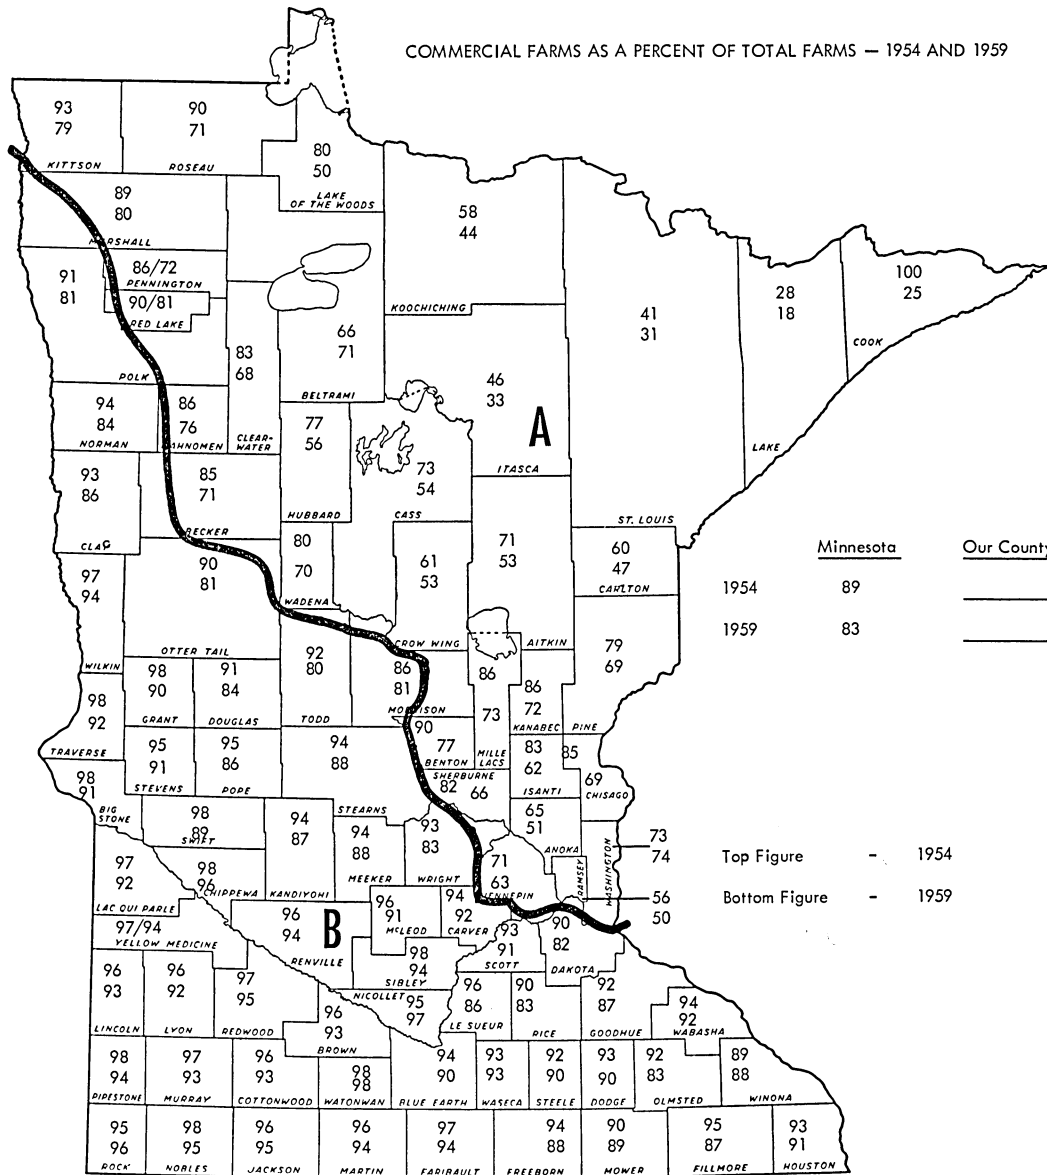 COMMERCIAL FARMS AS A PERCENT OF TOTAL FARMS — 1954 AND 1959
93
79
KITTSON
90
71
ROSEAU
80
50
LAKE
OF THE WOODS
89
80
MARSHALL
58
44
KOOCHICHING
91
81
POLK
86/72
PENNINGTON
90/81
RED LAKE
83
68
CLEAR-
WATER
66
71
BELTRAMI
41
31
ST. LOUIS
28
18
LAKE
100
25
COOK
46
33
ITASCA
A
94
84
NORMAN
86
76
AHNOMEN
77
56
HUBBARD
73
54
CASS
93
86
CLAY
85
71
BECKER
80
70
WADENA
61
53
CROW WING
71
53
AITKIN
60
47
CARLTON
97
94
WILKIN
90
81
OTTER TAIL
92
80
TODD
86
81
MORRISON
86
73
MILLE
LACS
86
72
KANABEC
79
69
PINE
98
92
TRAVERSE
98
90
GRANT
91
84
DOUGLAS
90
77
BENTON
95
91
STEVENS
95
86
POPE
94
88
STEARNS
SHERBURNE
82 66
83
62
ISANTI
85
69
CHISAGO
98
91
BIG
STONE
98
89
SWIFT
94
87
KANDIYOHI
94
88
MEEKER
93
83
WRIGHT
65
51
ANOKA
71
63
HENNEPIN
RAMSEY
WASHINGTON
73
74
56
50
97
92
LAC QUI PARLE
98
96
CHIPPEWA
97/94
YELLOW MEDICINE
96
94
RENVILLE
B
96
91
McLEOD
94
92
CARVER
93
91
SCOTT
90
82
DAKOTA
98
94
SIBLEY
96
93
LINCOLN
96
92
LYON
97
95
REDWOOD
NICOLLET
95
97
96
93
BROWN
96
86
LE SUEUR
90
83
RICE
92
87
GOODHUE
94
92
WABASHA
98
94
PIPESTONE
97
93
MURRAY
96
93
COTTONWOOD
98
98
WATONWAN
94
90
BLUE EARTH
93
93
WASECA
92
90
STEELE
93
90
DODGE
92
83
OLMSTED
89
88
WINONA
95
96
ROCK
98
95
NOBLES
96
95
JACKSON
96
94
MARTIN
97
94
FARIBAULT
94
88
FREEBORN
90
89
MOWER
95
87
FILLMORE
93
91
HOUSTON
Minnesota Our County
1954 89
1959 83
Top Figure - 1954
Bottom Figure - 1959